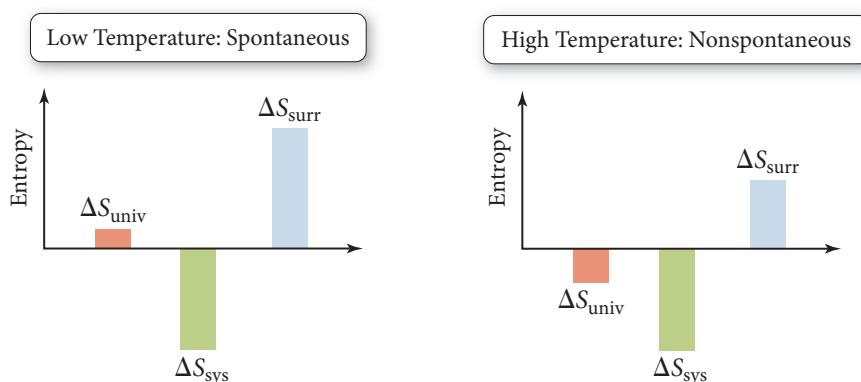 Low Temperature: Spontaneous
High Temperature: Nonspontaneous
Entropy
ΔS_univ
ΔS_sys
ΔS_surr
Entropy
ΔS_univ
ΔS_sys
ΔS_surr